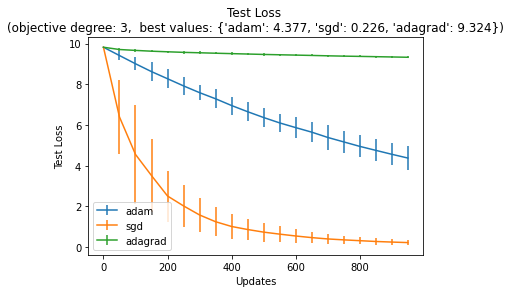 Test Loss
(objective degree: 3,  best values: {'adam': 4.377, 'sgd': 0.226, 'adagrad': 9.324})
10
8
6
4
2
0
Test Loss
adam
sgd
adagrad
0
200
400
600
800
Updates